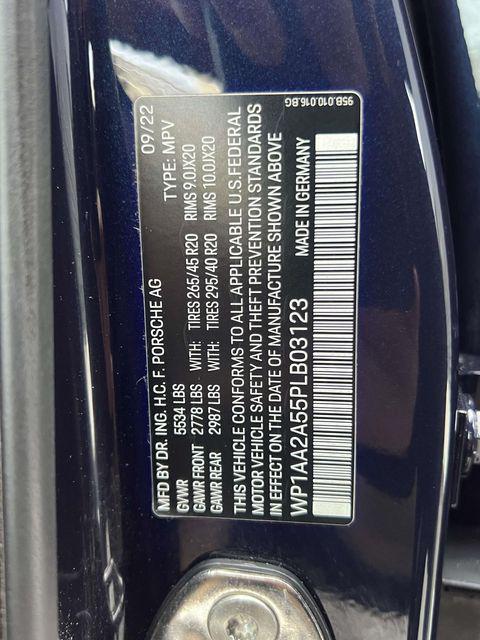 MFD BY DR. ING. H.C. F. PORSCHE AG 09/22
GVWR 5534 LBS TYPE: MPV
GAWR FRONT 2778 LBS WITH: TIRES 265/45 R20 RIMS 9.0JX20
GAWR REAR 2987 LBS WITH: TIRES 295/40 R20 RIMS 10.0JX20
THIS VEHICLE CONFORMS TO ALL APPLICABLE U.S.FEDERAL
MOTOR VEHICLE SAFETY AND THEFT PREVENTION STANDARDS
IN EFFECT ON THE DATE OF MANUFACTURE SHOWN ABOVE
WP1AA2A55PLB03123 MADE IN GERMANY
95B.010.016.BG